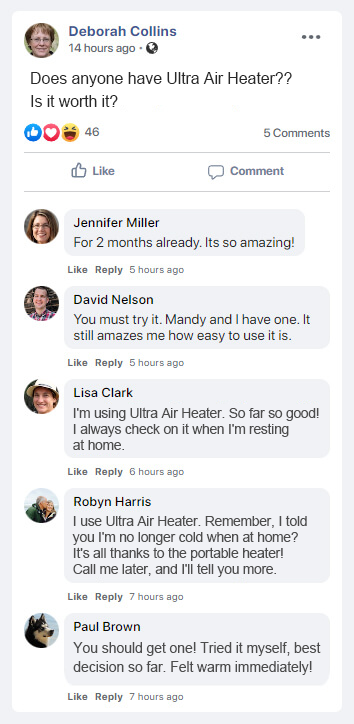 Deborah Collins
14 hours ago ·
Does anyone have Ultra Air Heater??
Is it worth it?
46
5 Comments
Like
Comment
Jennifer Miller
For 2 months already. Its so amazing!
Like Reply 5 hours ago
David Nelson
You must try it. Mandy and I have one. It
still amazes me how easy to use it is.
Like Reply 5 hours ago
Lisa Clark
I'm using Ultra Air Heater. So far so good!
I always check on it when I'm resting
at home.
Like Reply 6 hours ago
Robyn Harris
I use Ultra Air Heater. Remember, I told
you I'm no longer cold when at home?
It's all thanks to the portable heater!
Call me later, and I'll tell you more.
Like Reply 7 hours ago
Paul Brown
You should get one! Tried it myself, best
decision so far. Felt warm immediately!
Like Reply 7 hours ago